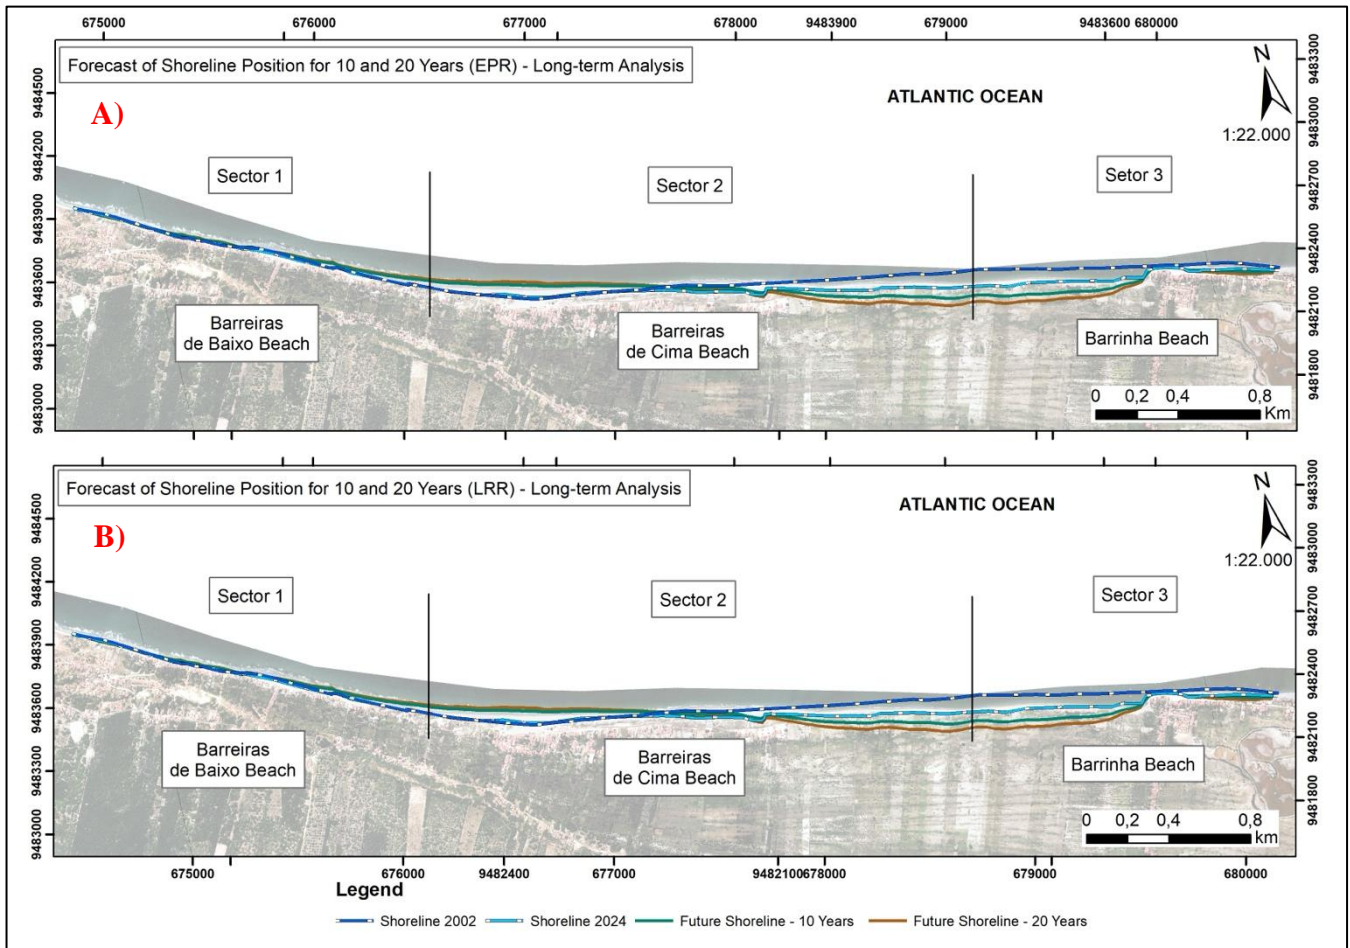 675000 676000 677000 678000 9483900 679000 9483600 680000
Forecast of Shoreline Position for 10 and 20 Years (EPR) - Long-term Analysis
A)
ATLANTIC OCEAN
N
1:22.000
Sector 1
Sector 2
Setor 3
9484500
9484200
9483900
9483600
9483300
9483000
9483300
9483000
9482700
9482400
9482100
9481800
Barreiras
de Baixo Beach
Barreiras
de Cima Beach
Barrinha Beach
0 0,2 0,4 0,8
Km
Forecast of Shoreline Position for 10 and 20 Years (LRR) - Long-term Analysis
B)
ATLANTIC OCEAN
N
1:22.000
Sector 1
Sector 2
Sector 3
9484500
9484200
9483900
9483600
9483300
9483000
9483300
9483000
9482700
9482400
9482100
9481800
Barreiras
de Baixo Beach
Barreiras
de Cima Beach
Barrinha Beach
0 0,2 0,4 0,8
km
675000 676000 9482400 677000 9482100 678000 679000 680000
Legend
Shoreline 2002 Shoreline 2024 Future Shoreline - 10 Years Future Shoreline - 20 Years